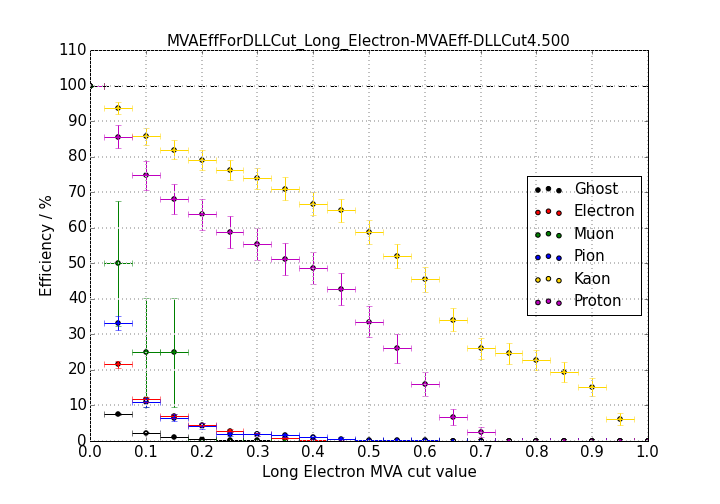 MVAEffForDLLCut_Long_Electron-MVAEff-DLLCut4.500
110
100
90
80
70
60
50
40
30
20
10
0
Efficiency / %
Ghost
Electron
Muon
Pion
Kaon
Proton
0.0 0.1 0.2 0.3 0.4 0.5 0.6 0.7 0.8 0.9 1.0
Long Electron MVA cut value